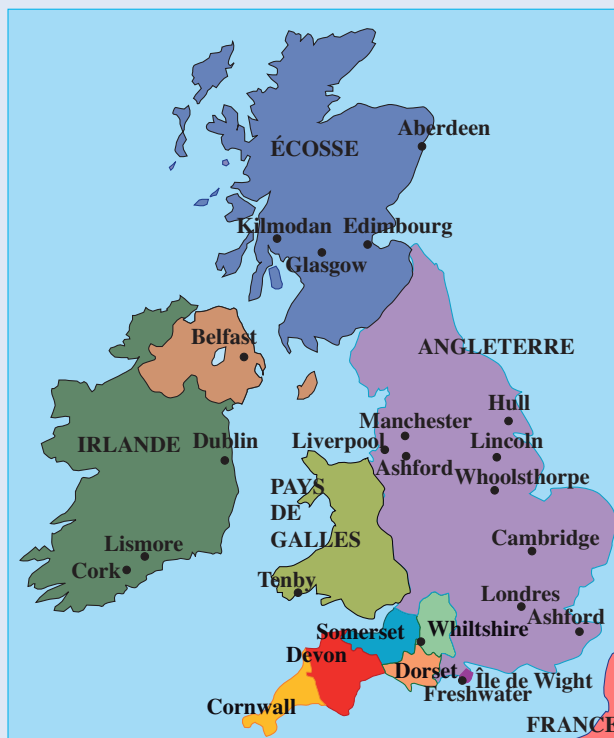 Aberdeen
ÉCOSSE
Kilmodan
Edimbourg
Glasgow
Belfast
ANGLETERRE
Hull
Manchester
IRLANDE
Dublin
Liverpool
Lincoln
Ashford
Whoolsthorpe
PAYS
DE
GALLES
Cambridge
Lismore
Cork
Tenby
Londres
Ashford
Somerset
Whiltshire
Devon
Dorset
Île de Wight
Freshwater
Cornwall
FRANCE